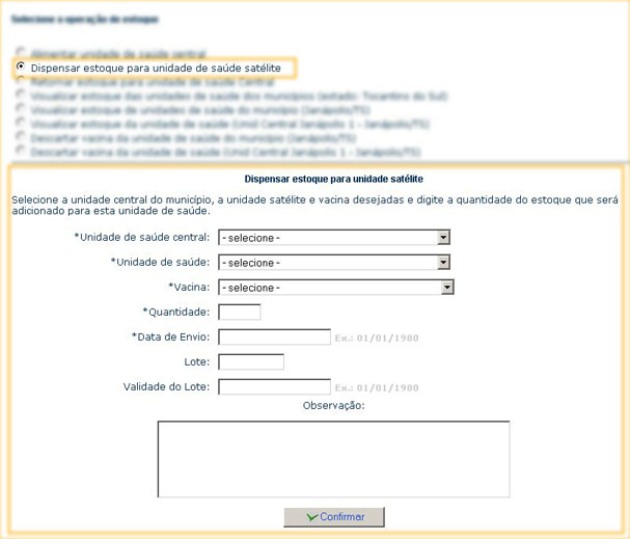 Selecione a operação de estoque
Alimentar unidade de saúde central
Dispensar estoque para unidade de saúde satélite
Retornar estoque para unidade de saúde Central
Visualizar estoque das unidades de saúde dos municípios (estado: Tocantins do Sul)
Visualizar estoque de unidades de saúde do município (Janápolis/TS)
Visualizar estoque da unidade de saúde (Unid Central Janápolis 1 - Janápolis/TS)
Descartar vacina da unidade de saúde do município (Janápolis/TS)
Descartar vacina da unidade de saúde (Unid Central Janápolis 1 - Janápolis/TS)
Dispensar estoque para unidade satélite
Selecione a unidade central do município, a unidade satélite e vacina desejadas e digite a quantidade do estoque que será
adicionado para esta unidade de saúde.
*Unidade de saúde central: - selecione -
*Unidade de saúde: - selecione -
*Vacina: - selecione -
*Quantidade:
*Data de Envio: Ex.: 01/01/1980
Lote:
Validade do Lote: Ex.: 01/01/1980
Observação:
Confirmar